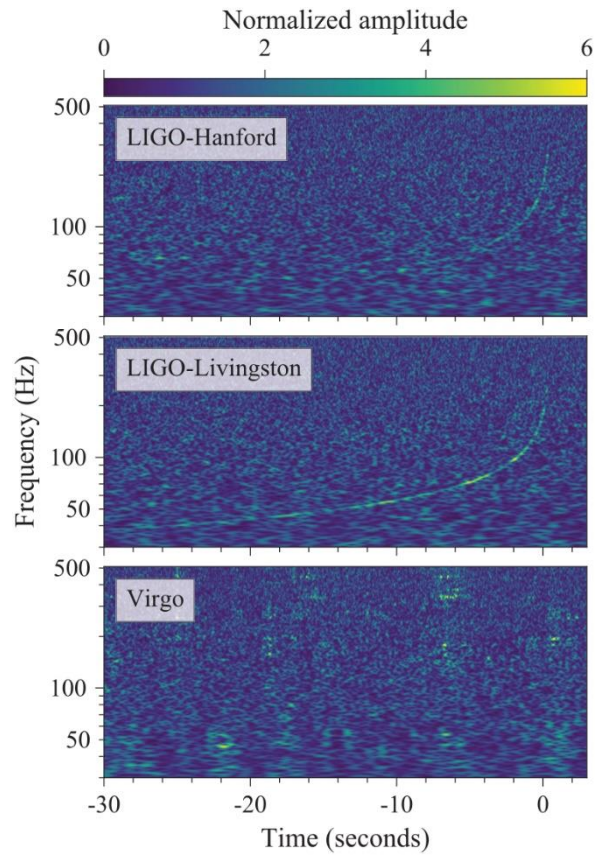 Normalized amplitude
0 2 4 6
500
LIGO-Hanford
100
50
500
LIGO-Livingston
100
50
Frequency (Hz)
500
Virgo
100
50
-30 -20 -10 0
Time (seconds)